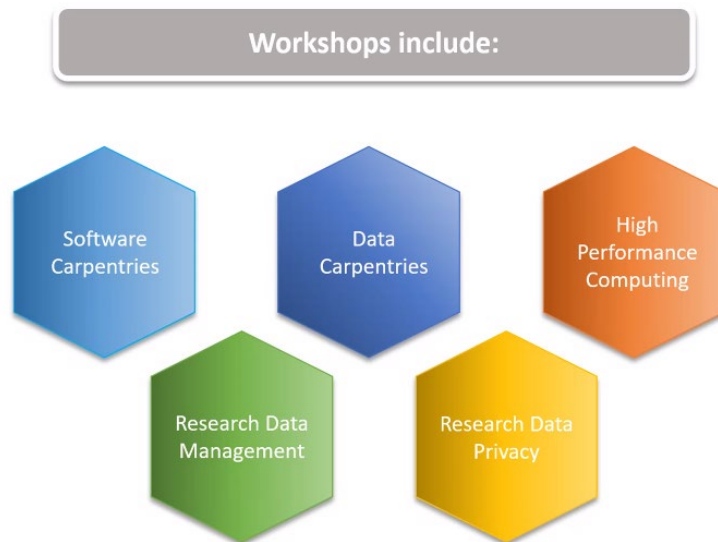 Workshops include:
Software
Carpentries
Data
Carpentries
High
Performance
Computing
Research Data
Management
Research Data
Privacy